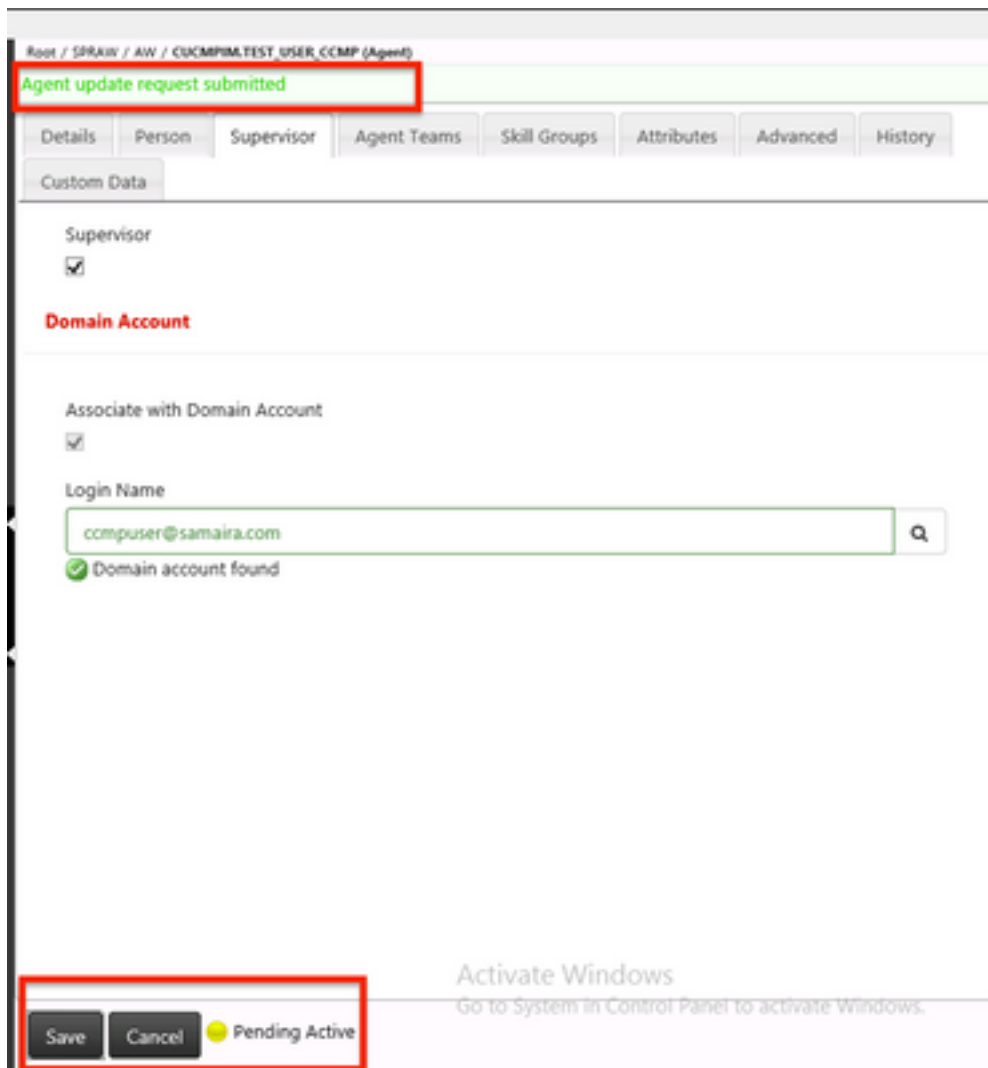 Root / SPRAW / AW / CUCMPIM.TEST_USER_CCMP (Agent)
Agent update request submitted
Details Person Supervisor Agent Teams Skill Groups Attributes Advanced History
Custom Data
Supervisor
Domain Account
Associate with Domain Account
Login Name
ccmpuser@samaira.com
Domain account found
Activate Windows
Go to System in Control Panel to activate Windows.
Save Cancel Pending Active